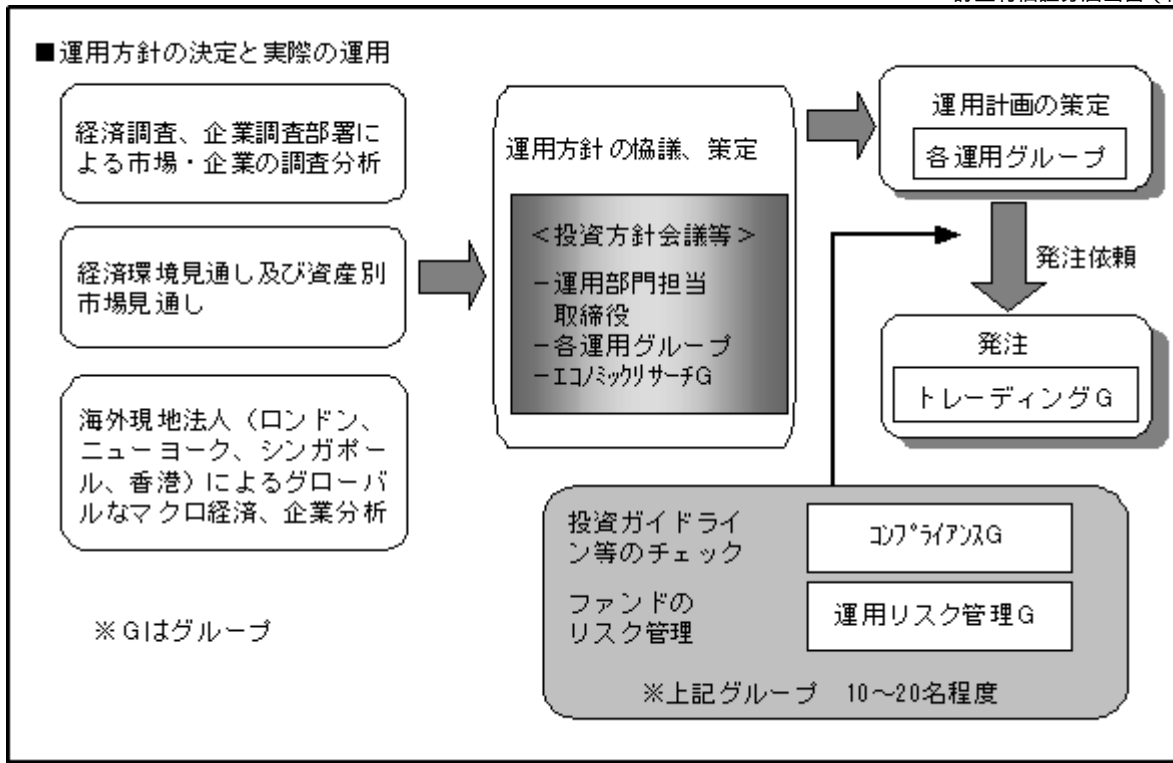 ■運用方針の決定と実際の運用
経済調査、企業調査部署に
よる市場・企業の調査分析
経済環境見通し及び資産別
市場見通し
海外現地法人（ロンドン、
ニューヨーク、シンガポー
ル、香港）によるグローバ
ルなマクロ経済、企業分析
※Gはグループ
運用方針の協議、策定
＜投資方針会議等＞
－運用部門担当
取締役
－各運用グループ
－ｴｺﾉﾐｯｸﾘｻｰﾁG
運用計画の策定
各運用グループ
発注依頼
発注
トレーディングG
投資ガイドライ
ン等のチェック
ｺﾝﾌﾟﾗｲｱﾝｽG
ファンドの
リスク管理
運用リスク管理G
※上記グループ　10～20名程度